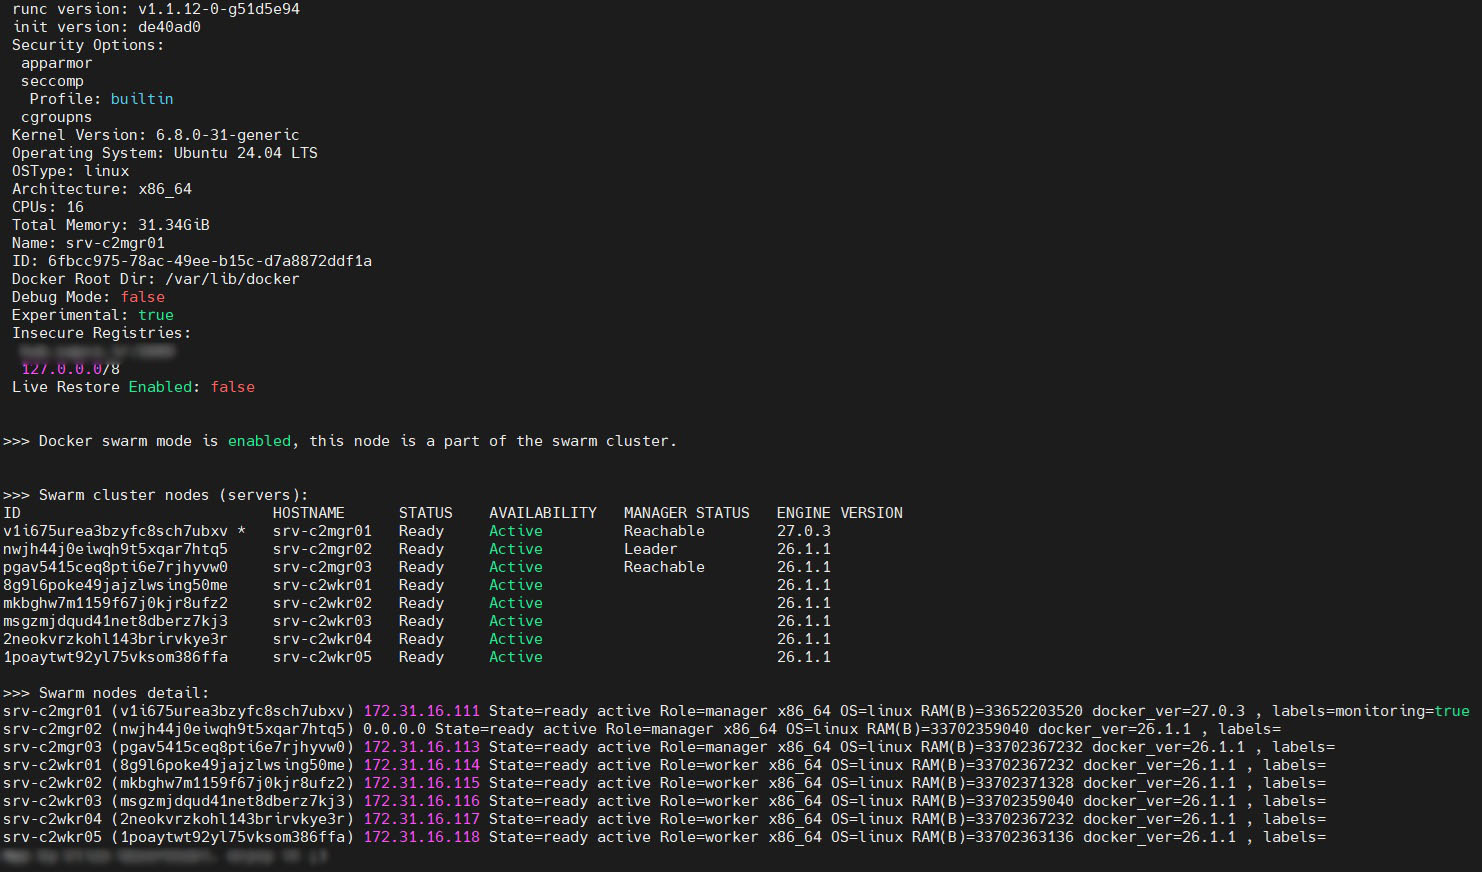 runc version: v1.1.12-0-g51d5e94
init version: de40ad0
Security Options:
apparmor
seccomp
Profile: builtin
cgroupns
Kernel Version: 6.8.0-31-generic
Operating System: Ubuntu 24.04 LTS
OSType: linux
Architecture: x86_64
CPUs: 16
Total Memory: 31.34GiB
Name: srv-c2mgr01
ID: 6fbcc975-78ac-49ee-b15c-d7a8872ddf1a
Docker Root Dir: /var/lib/docker
Debug Mode: false
Experimental: true
Insecure Registries:
127.0.0.0/8
Live Restore Enabled: false
>>> Docker swarm mode is enabled, this node is a part of the swarm cluster.
>>> Swarm cluster nodes (servers):
ID HOSTNAME STATUS AVAILABILITY MANAGER STATUS ENGINE VERSION
v1i675urea3bzyfc8sch7ubxv * srv-c2mgr01 Ready Active Reachable 27.0.3
nwjh44j0eiwqh9t5xqar7htq5 srv-c2mgr02 Ready Active Leader 26.1.1
pgav5415ceq8pti6e7rjhyvw0 srv-c2mgr03 Ready Active Reachable 26.1.1
8g9l6poke49jajzlwsing50me srv-c2wkr01 Ready Active 26.1.1
mkbghw7m1159f67j0kjr8ufz2 srv-c2wkr02 Ready Active 26.1.1
msgzmjdqud41net8dberz7kj3 srv-c2wkr03 Ready Active 26.1.1
2neokvrzkohl143brirvkye3r srv-c2wkr04 Ready Active 26.1.1
1poaytwt92yl75vksom386ffa srv-c2wkr05 Ready Active 26.1.1
>>> Swarm nodes detail:
srv-c2mgr01 (v1i675urea3bzyfc8sch7ubxv) 172.31.16.111 State=ready active Role=manager x86_64 OS=linux RAM(B)=33652203520 docker_ver=27.0.3 , labels=monitoring=true
srv-c2mgr02 (nwjh44j0eiwqh9t5xqar7htq5) 0.0.0.0 State=ready active Role=manager x86_64 OS=linux RAM(B)=33702359040 docker_ver=26.1.1 , labels=
srv-c2mgr03 (pgav5415ceq8pti6e7rjhyvw0) 172.31.16.113 State=ready active Role=manager x86_64 OS=linux RAM(B)=33702367232 docker_ver=26.1.1 , labels=
srv-c2wkr01 (8g9l6poke49jajzlwsing50me) 172.31.16.114 State=ready active Role=worker x86_64 OS=linux RAM(B)=33702367232 docker_ver=26.1.1 , labels=
srv-c2wkr02 (mkbghw7m1159f67j0kjr8ufz2) 172.31.16.115 State=ready active Role=worker x86_64 OS=linux RAM(B)=33702371328 docker_ver=26.1.1 , labels=
srv-c2wkr03 (msgzmjdqud41net8dberz7kj3) 172.31.16.116 State=ready active Role=worker x86_64 OS=linux RAM(B)=33702359040 docker_ver=26.1.1 , labels=
srv-c2wkr04 (2neokvrzkohl143brirvkye3r) 172.31.16.117 State=ready active Role=worker x86_64 OS=linux RAM(B)=33702367232 docker_ver=26.1.1 , labels=
srv-c2wkr05 (1poaytwt92yl75vksom386ffa) 172.31.16.118 State=ready active Role=worker x86_64 OS=linux RAM(B)=33702363136 docker_ver=26.1.1 , labels=